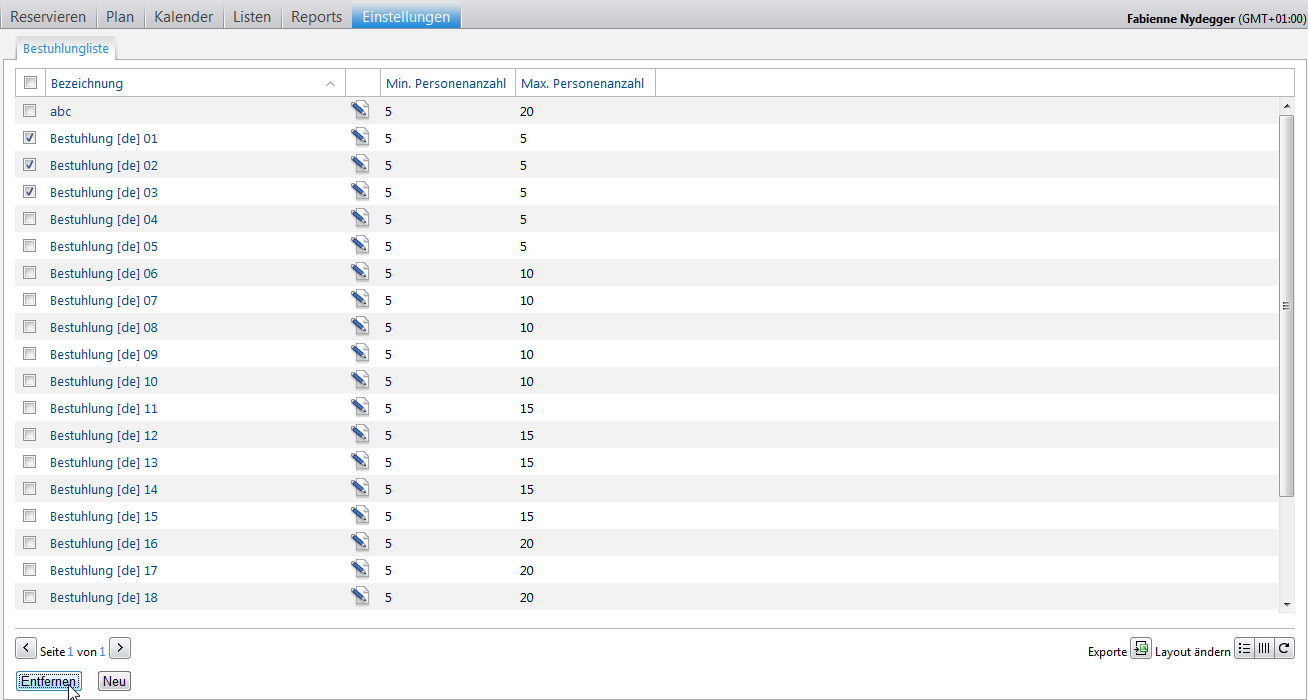 Reservieren Plan Kalender Listen Reports Einstellungen Fabienne Nydegger (GMT+01:00)
Bestuhlungliste
Bezeichnung Min. Personenanzahl Max. Personenanzahl
abc 5 20
Bestuhlung [de] 01 5 5
Bestuhlung [de] 02 5 5
Bestuhlung [de] 03 5 5
Bestuhlung [de] 04 5 5
Bestuhlung [de] 05 5 5
Bestuhlung [de] 06 5 10
Bestuhlung [de] 07 5 10
Bestuhlung [de] 08 5 10
Bestuhlung [de] 09 5 10
Bestuhlung [de] 10 5 10
Bestuhlung [de] 11 5 15
Bestuhlung [de] 12 5 15
Bestuhlung [de] 13 5 15
Bestuhlung [de] 14 5 15
Bestuhlung [de] 15 5 15
Bestuhlung [de] 16 5 20
Bestuhlung [de] 17 5 20
Bestuhlung [de] 18 5 20
Seite 1 von 1 Exporte Layout ändern
Entfernen Neu